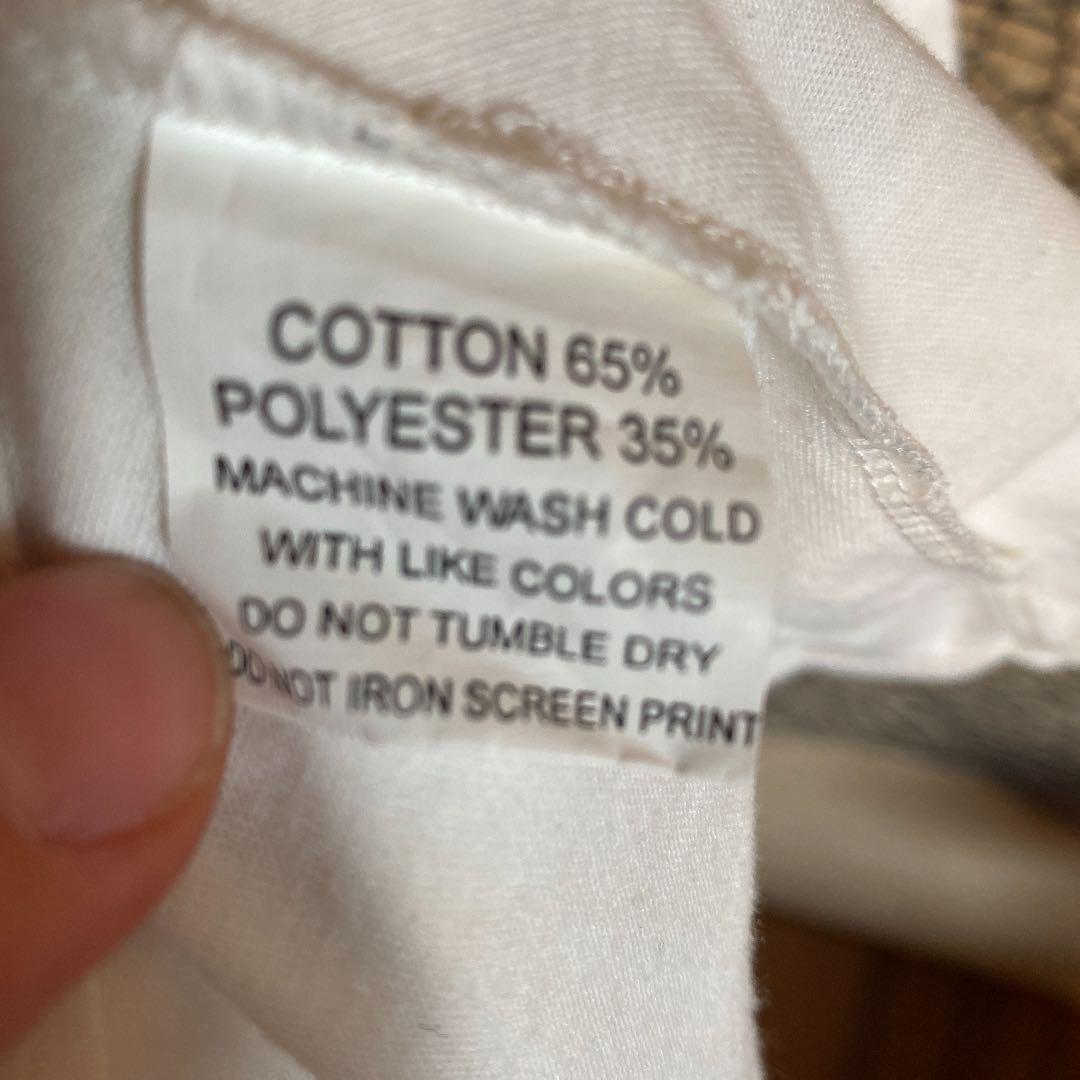 COTTON 65%
POLYESTER 35%
MACHINE WASH COLD
WITH LIKE COLORS
DO NOT TUMBLE DRY
DO NOT IRON SCREEN PRINT